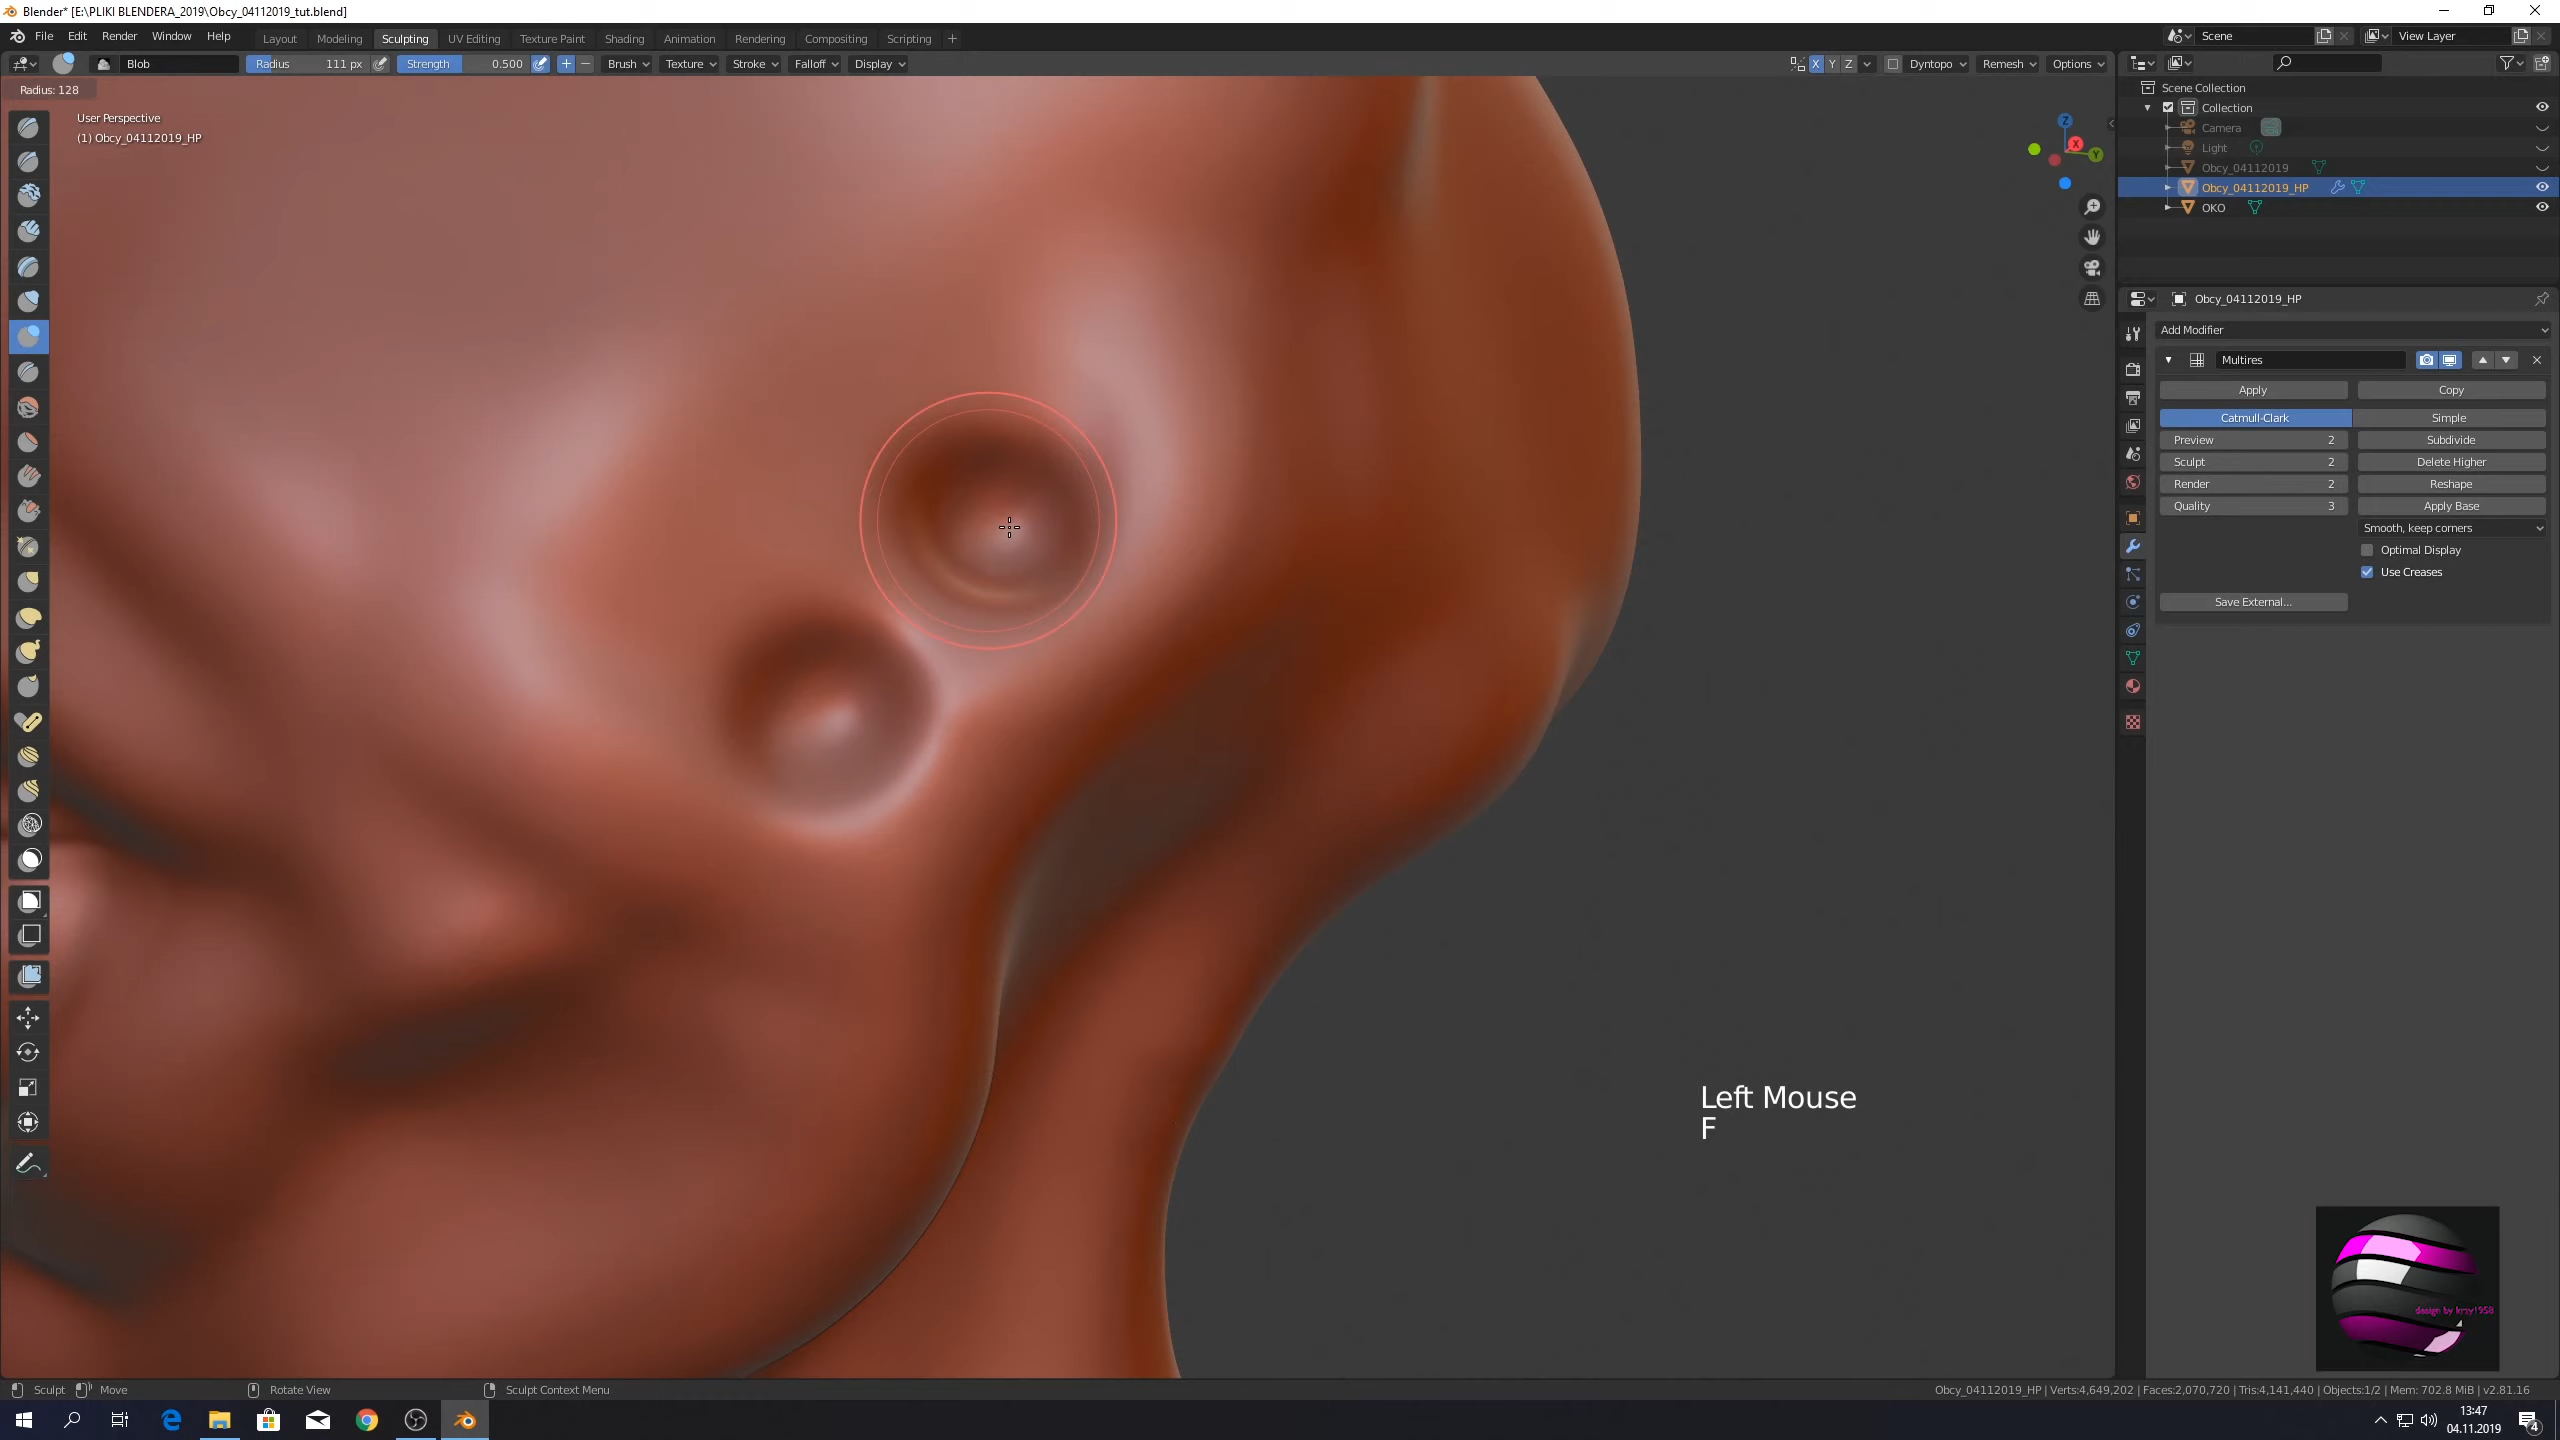 Blender* [E:\PLIKI BLENDERA_2019\Obcy_04112019_tut.blend]
File Edit Render Window Help Layout Modeling Sculpting UV Editing Texture Paint Shading Animation Rendering Compositing Scripting + Scene View Layer
Blob Radius 111 px Strength 0.500 + − Brush Texture Stroke Falloff Display X Y Z Dyntopo Remesh Options
Radius: 128
User Perspective
(1) Obcy_04112019_HP
Z
X
Y
Scene Collection
Collection
Camera
Light
Obcy_04112019
Obcy_04112019_HP
OKO
Obcy_04112019_HP
Add Modifier
Multires
Apply Copy
Catmull-Clark Simple
Preview 2 Subdivide
Sculpt 2 Delete Higher
Render 2 Reshape
Quality 3 Apply Base
Smooth, keep corners
Optimal Display
Use Creases
Save External...
Left Mouse
F
design by krzy1958
Sculpt Move Rotate View Sculpt Context Menu Obcy_04112019_HP | Verts:4,649,202 | Faces:2,070,720 | Tris:4,141,440 | Objects:1/2 | Mem: 702.8 MiB | v2.81.16
13:47
04.11.2019
4